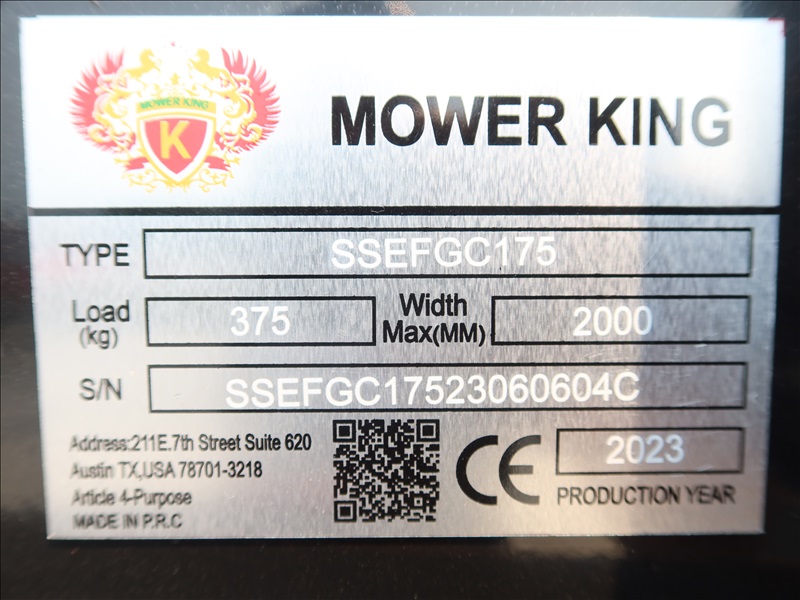 MOWER KING
K
MOWER KING
TYPE SSEFGC175
Load (kg) 375 Width Max(MM) 2000
S/N SSEFGC17523060604C
Address:211E.7th Street Suite 620
Austin TX,USA 78701-3218
Article 4-Purpose
MADE IN P.R.C
CE
2023
PRODUCTION YEAR